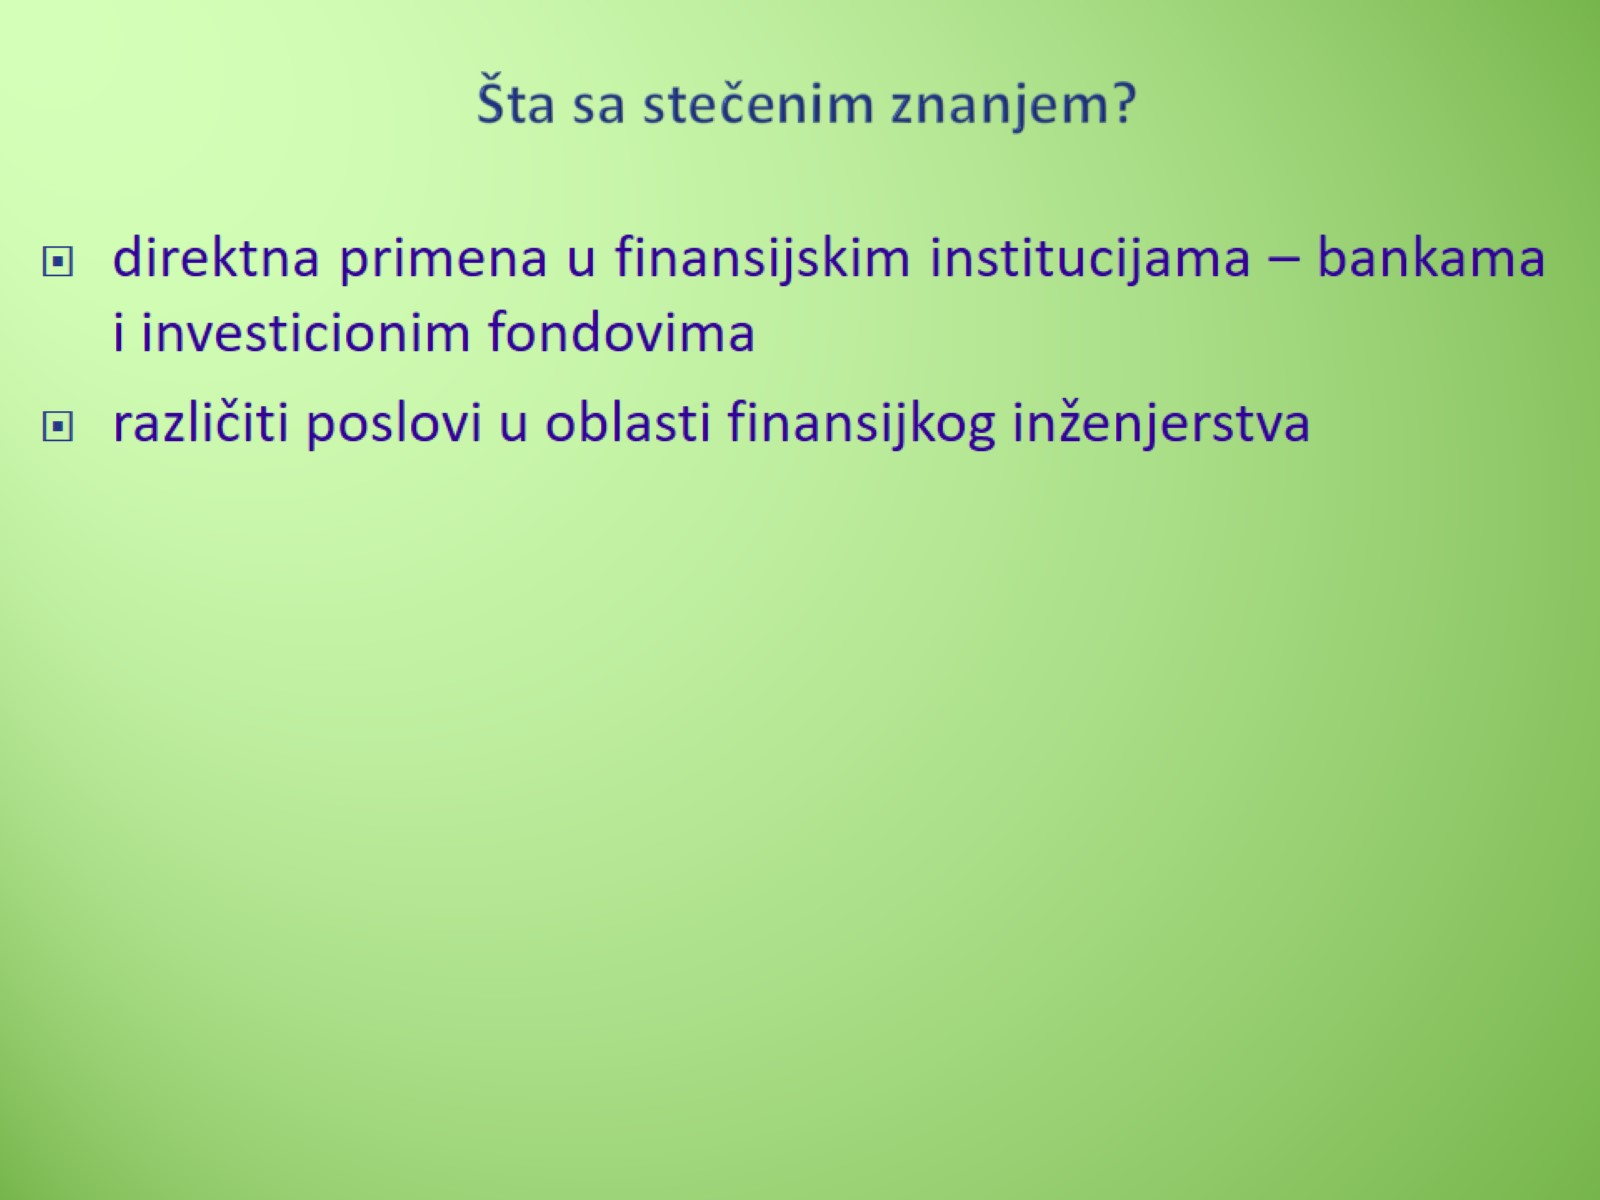 Šta sa stečenim znanjem?
direktna primena u finansijskim institucijama – bankama
i investicionim fondovima
različiti poslovi u oblasti finansijkog inženjerstva